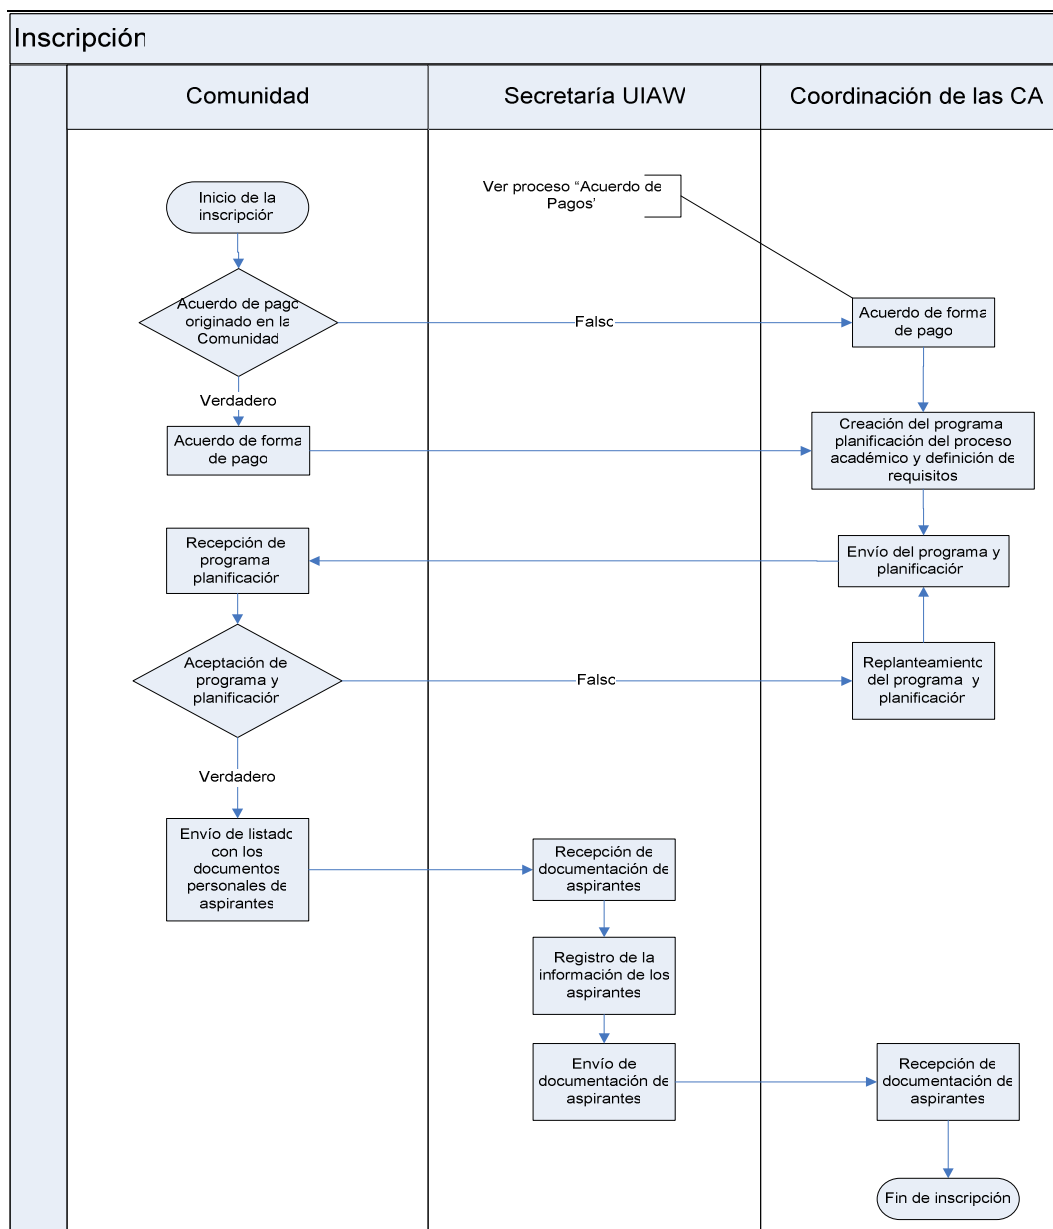 Inscripción
Comunidad
Secretaría UIAW
Coordinación de las CA
Inicio de la
inscripción
Ver proceso “Acuerdo de
Pagos’
Acuerdo de pago
originado en la
Comunidad
Falso
Acuerdo de forma
de pago
Verdadero
Acuerdo de forma
de pago
Creación del programa
planificación del proceso
académico y definición de
requisitos
Recepción de
programa
planificación
Envío del programa y
planificación
Aceptación de
programa y
planificación
Falso
Replanteamiento
del programa y
planificación
Verdadero
Envío de listado
con los
documentos
personales de
aspirantes
Recepción de
documentación de
aspirantes
Registro de la
información de los
aspirantes
Envío de
documentación de
aspirantes
Recepción de
documentación de
aspirantes
Fin de inscripción